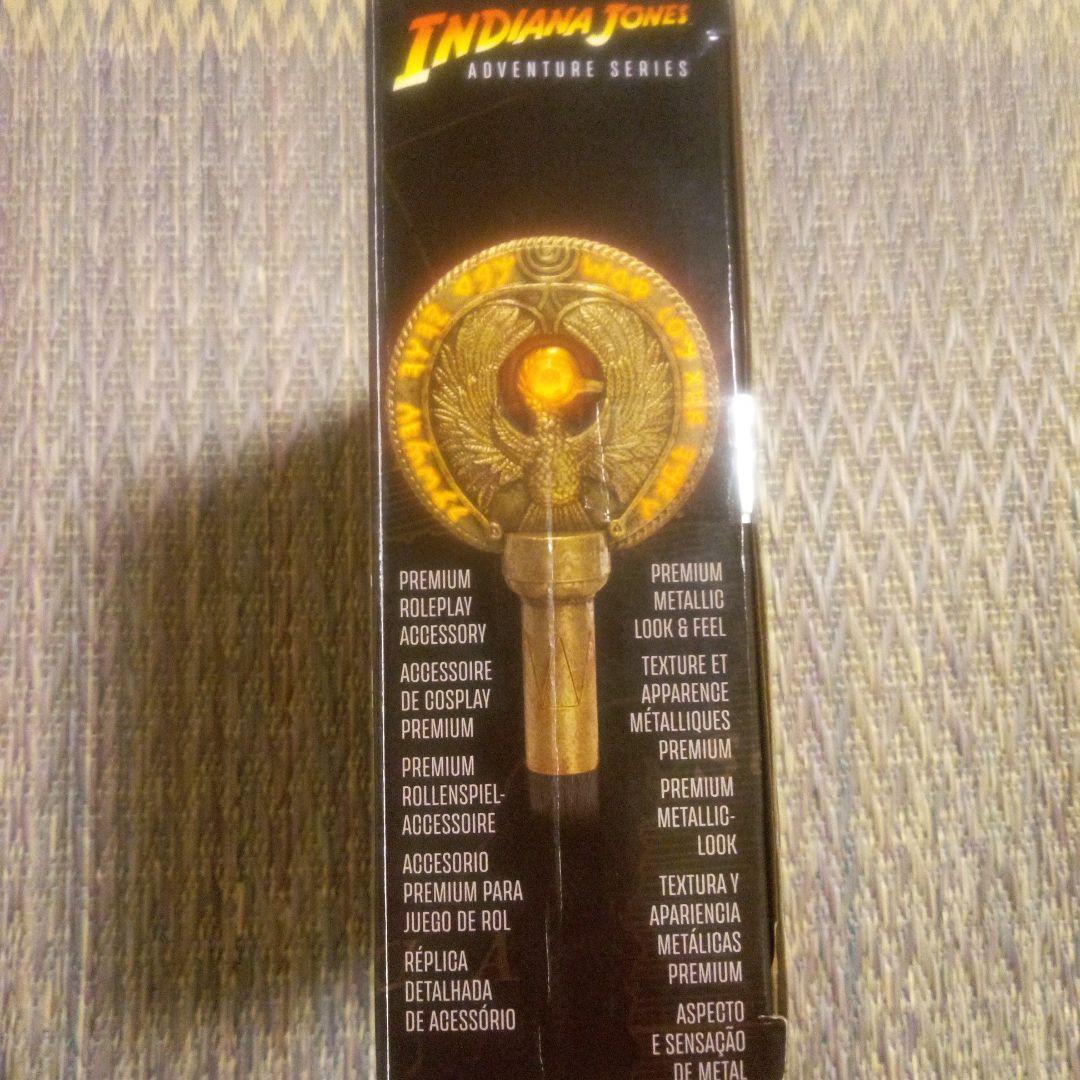 INDIANA JONES
ADVENTURE SERIES
PREMIUM
ROLEPLAY
ACCESSORY
ACCESSOIRE
DE COSPLAY
PREMIUM
PREMIUM
ROLLENSPIEL-
ACCESSOIRE
ACCESORIO
PREMIUM PARA
JUEGO DE ROL
RÉPLICA
DETALHADA
DE ACESSÓRIO
PREMIUM
METALLIC
LOOK & FEEL
TEXTURE ET
APPARENCE
MÉTALLIQUES
PREMIUM
PREMIUM
METALLIC-
LOOK
TEXTURA Y
APARIENCIA
METÁLICAS
PREMIUM
ASPECTO
E SENSAÇÃO
DE METAL